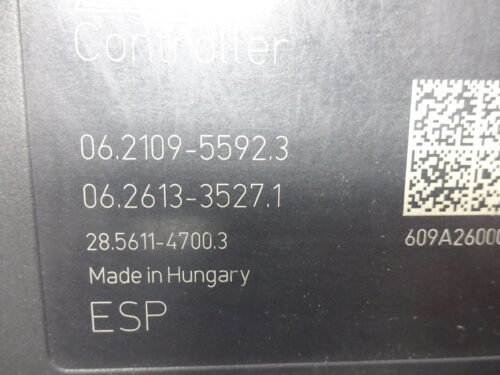 Controller
06.2109-5592.3
06.2613-3527.1
28.5611-4700.3
609A26000
Made in Hungary
ESP